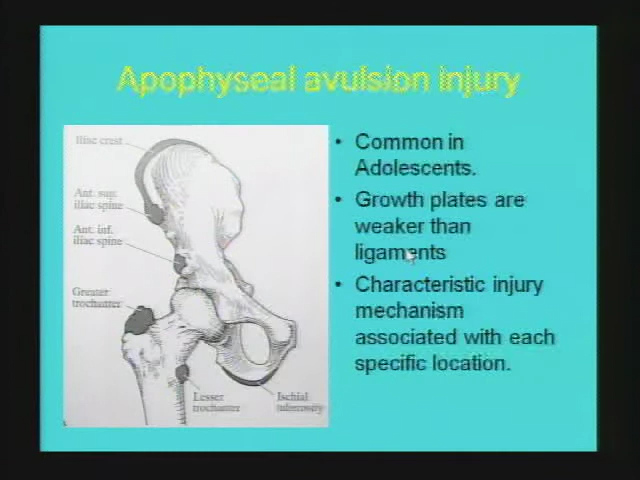 Apophyseal avulsion injury
Iliac crest
Ant. sup.
iliac spine
Ant. inf.
iliac spine
Greater
trochanter
Lesser
trochanter
Ischial
tuberosity
• Common in
Adolescents.
• Growth plates are
weaker than
ligaments
• Characteristic injury
mechanism
associated with each
specific location.